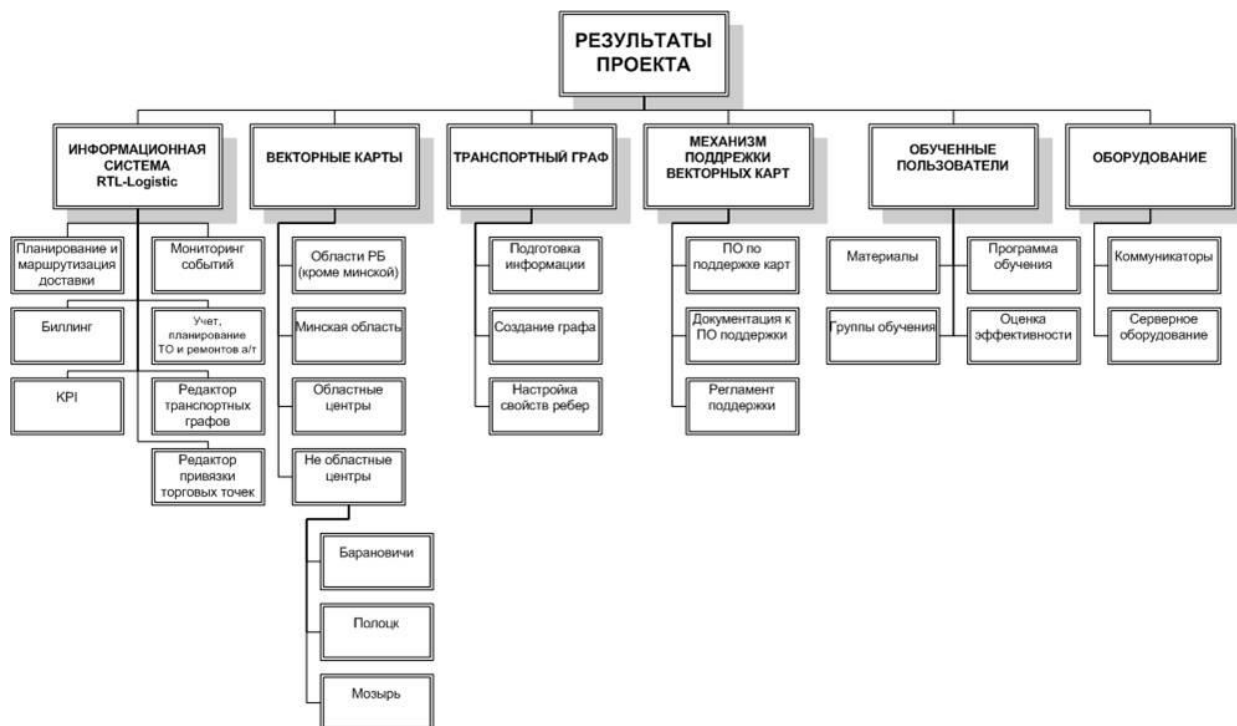 РЕЗУЛЬТАТЫ
ПРОЕКТА
ИНФОРМАЦИОННАЯ
СИСТЕМА
RTL-Logistic
ВЕКТОРНЫЕ КАРТЫ
ТРАНСПОРТНЫЙ ГРАФ
МЕХАНИЗМ
ПОДДРЕЖКИ
ВЕКТОРНЫХ КАРТ
ОБУЧЕННЫЕ
ПОЛЬЗОВАТЕЛИ
ОБОРУДОВАНИЕ
Планирование и
маршрутизация
доставки
Мониторинг
событий
Биллинг
Учет,
планирование
ТО и ремонтов а/т
KPI
Редактор
транспортных
графов
Редактор
привязки
торговых точек
Области РБ
(кроме минской)
Минская область
Областные
центры
Не областные
центры
Барановичи
Полоцк
Мозырь
Подготовка
информации
Создание графа
Настройка
свойств ребер
ПО по
поддержке карт
Документация к
ПО поддержки
Регламент
поддержки
Материалы
Программа
обучения
Группы обучения
Оценка
эффективности
Коммуникаторы
Серверное
оборудование